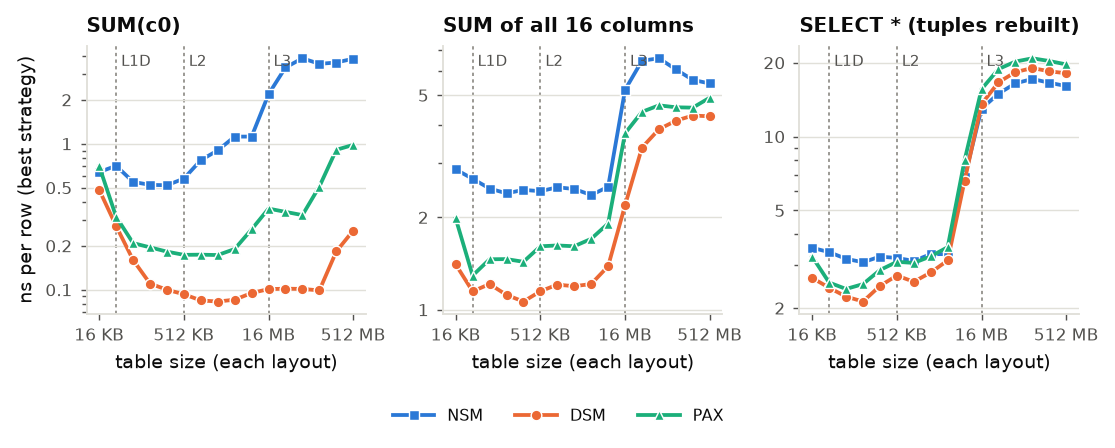 SUM(c0)
SUM of all 16 columns
SELECT * (tuples rebuilt)
ns per row (best strategy)
L1D
L2
L3
2
1
0.5
0.2
0.1
16 KB
512 KB
16 MB
512 MB
table size (each layout)
L1D
L2
L3
5
2
1
16 KB
512 KB
16 MB
512 MB
table size (each layout)
L1D
L2
L3
20
10
5
2
16 KB
512 KB
16 MB
512 MB
table size (each layout)
NSM
DSM
PAX